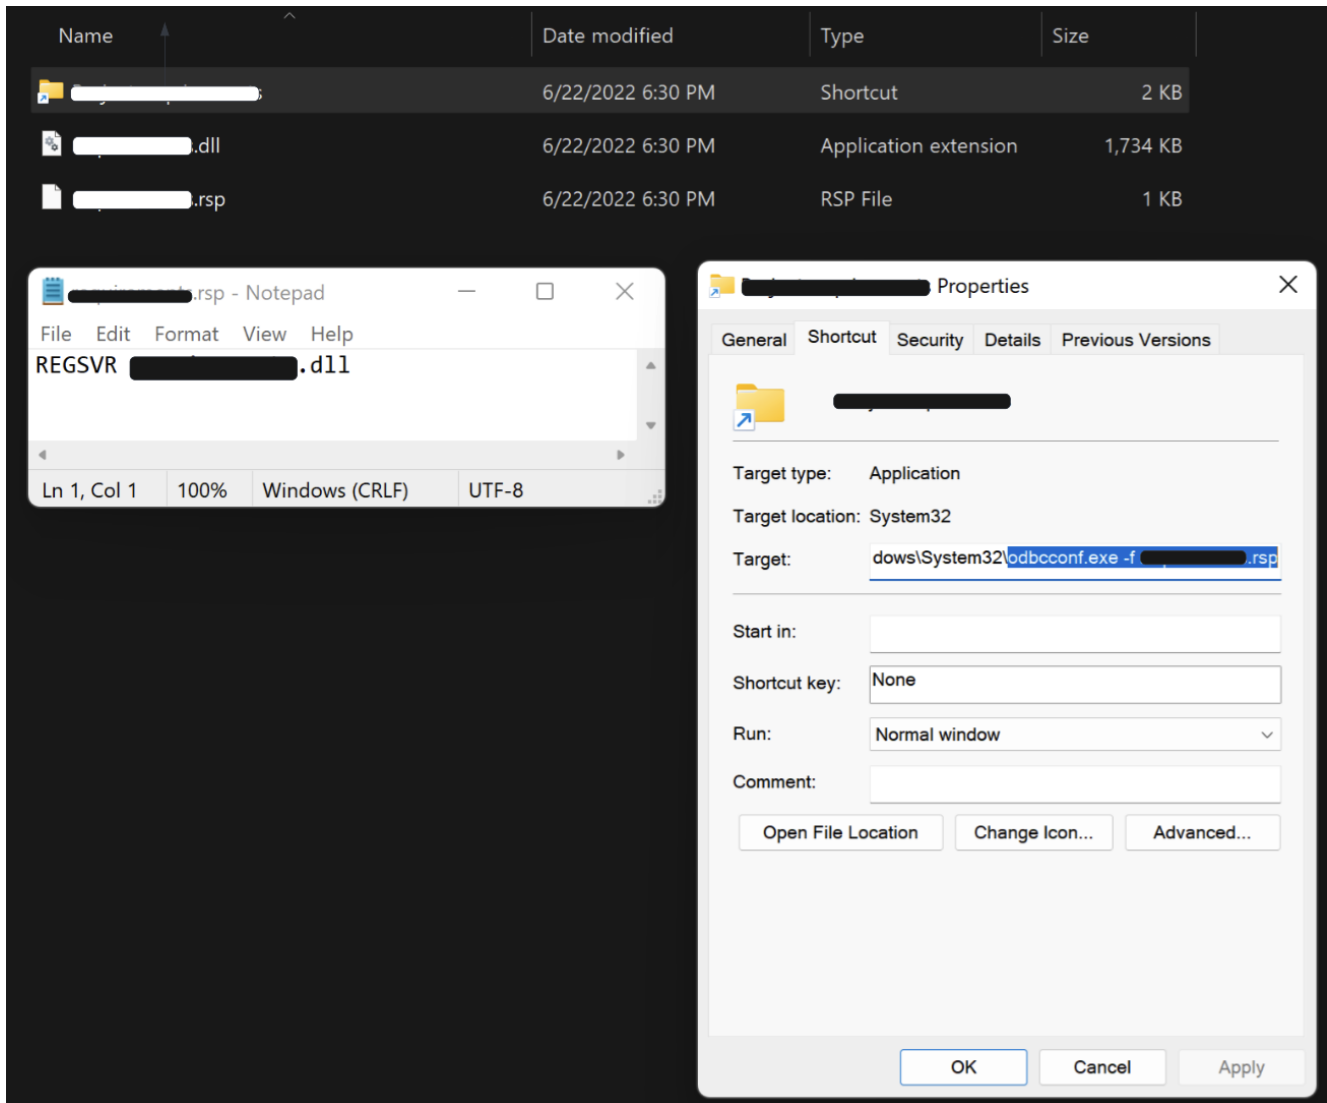 Name Date modified Type Size
6/22/2022 6:30 PM Shortcut 2 KB
.dll 6/22/2022 6:30 PM Application extension 1,734 KB
.rsp 6/22/2022 6:30 PM RSP File 1 KB
.rsp - Notepad
File Edit Format View Help
REGSVR .dll
Ln 1, Col 1 100% Windows (CRLF) UTF-8
Properties
General Shortcut Security Details Previous Versions
Target type: Application
Target location: System32
Target: dows\System32\odbcconf.exe -f .rsp
Start in:
Shortcut key: None
Run: Normal window
Comment:
Open File Location Change Icon... Advanced...
OK Cancel Apply